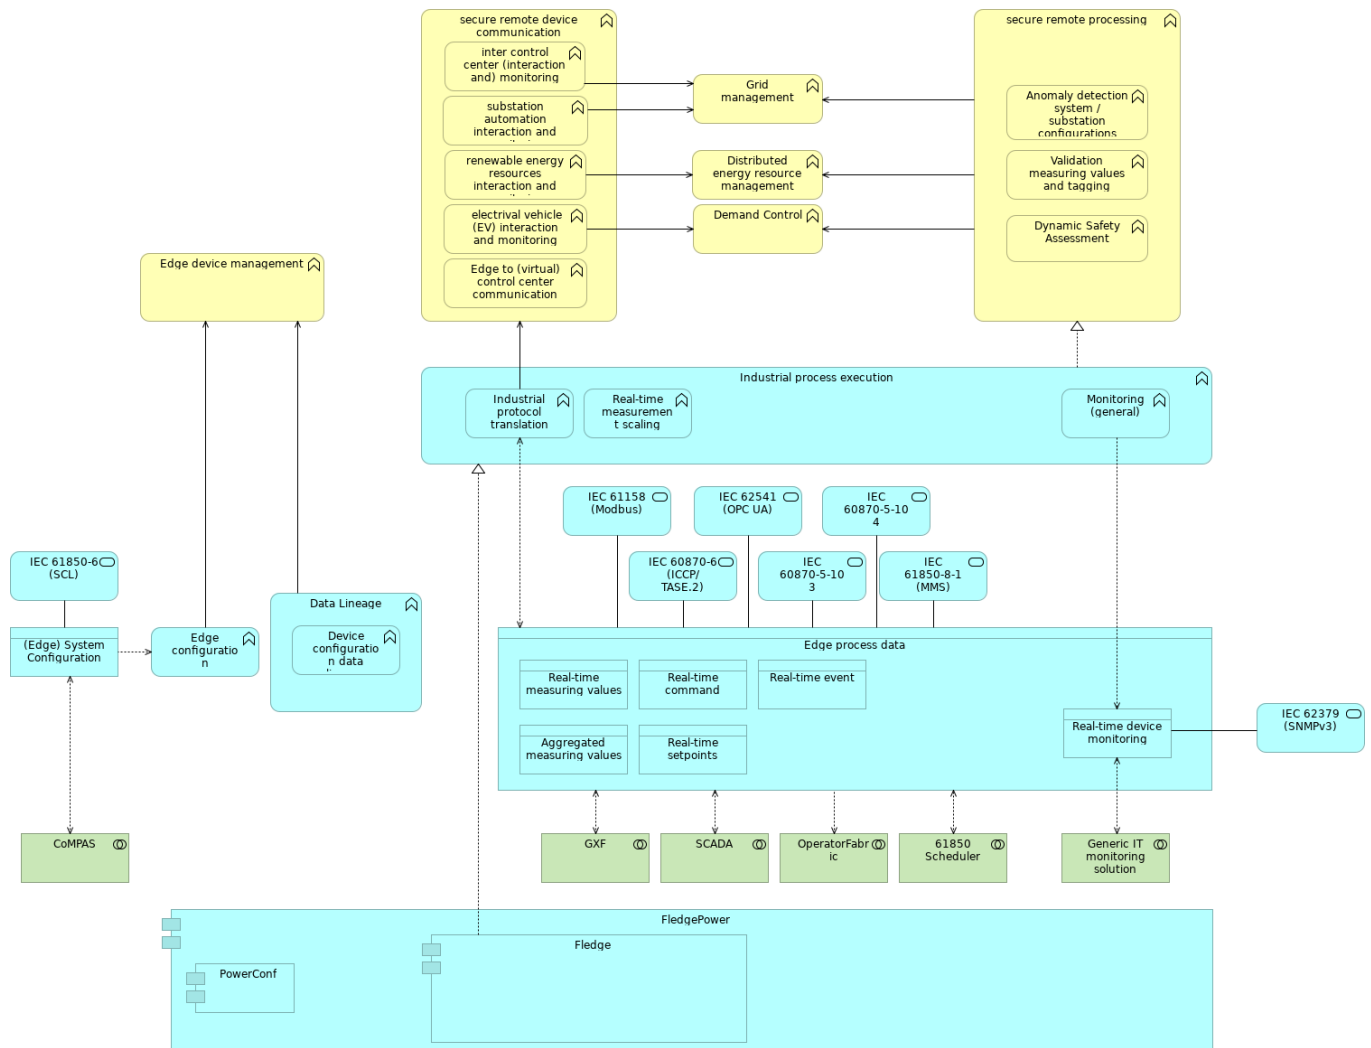 secure remote device
communication
inter control
center (interaction
and) monitoring
substation
automation
interaction and
renewable energy
resources
interaction and
electrival vehicle
(EV) interaction
and monitoring
Edge to (virtual)
control center
communication
Grid
management
Distributed
energy resource
management
Demand Control
secure remote processing
Anomaly detection
system /
substation
configurations
Validation
measuring values
and tagging
Dynamic Safety
Assessment
Edge device management
Industrial process execution
Industrial
protocol
translation
Real-time
measuremen
t scaling
Monitoring
(general)
IEC 61158
(Modbus)
IEC 62541
(OPC UA)
IEC
60870-5-10
4
IEC 60870-6
(ICCP/
TASE.2)
IEC
60870-5-10
3
IEC
61850-8-1
(MMS)
IEC 61850-6
(SCL)
(Edge) System
Configuration
Edge
configuratio
n
Data Lineage
Device
configuratio
n data
Edge process data
Real-time
measuring values
Real-time
command
Real-time event
Aggregated
measuring values
Real-time
setpoints
Real-time device
monitoring
IEC 62379
(SNMPv3)
CoMPAS
GXF
SCADA
OperatorFabr
ic
61850
Scheduler
Generic IT
monitoring
solution
FledgePower
Fledge
PowerConf